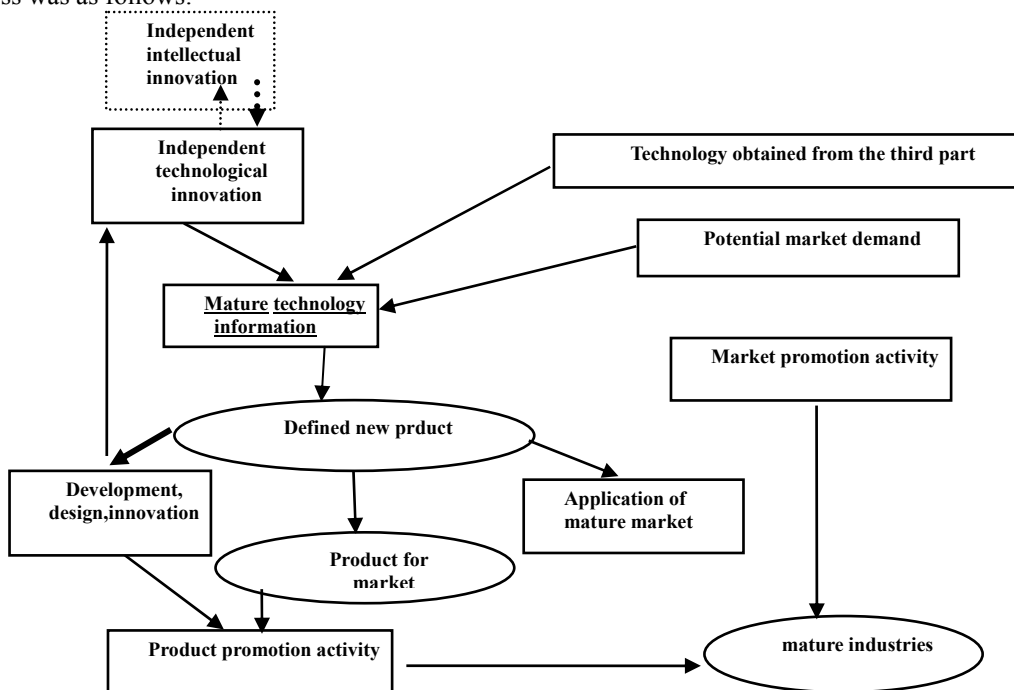 ss was as follows:
Independent
intellectual
innovation
Independent
technological
innovation
Technology obtained from the third part
Potential market demand
Mature technology
information
Market promotion activity
Defined new prduct
Development,
design,innovation
Application of
mature market
Product for
market
Product promotion activity
mature industries